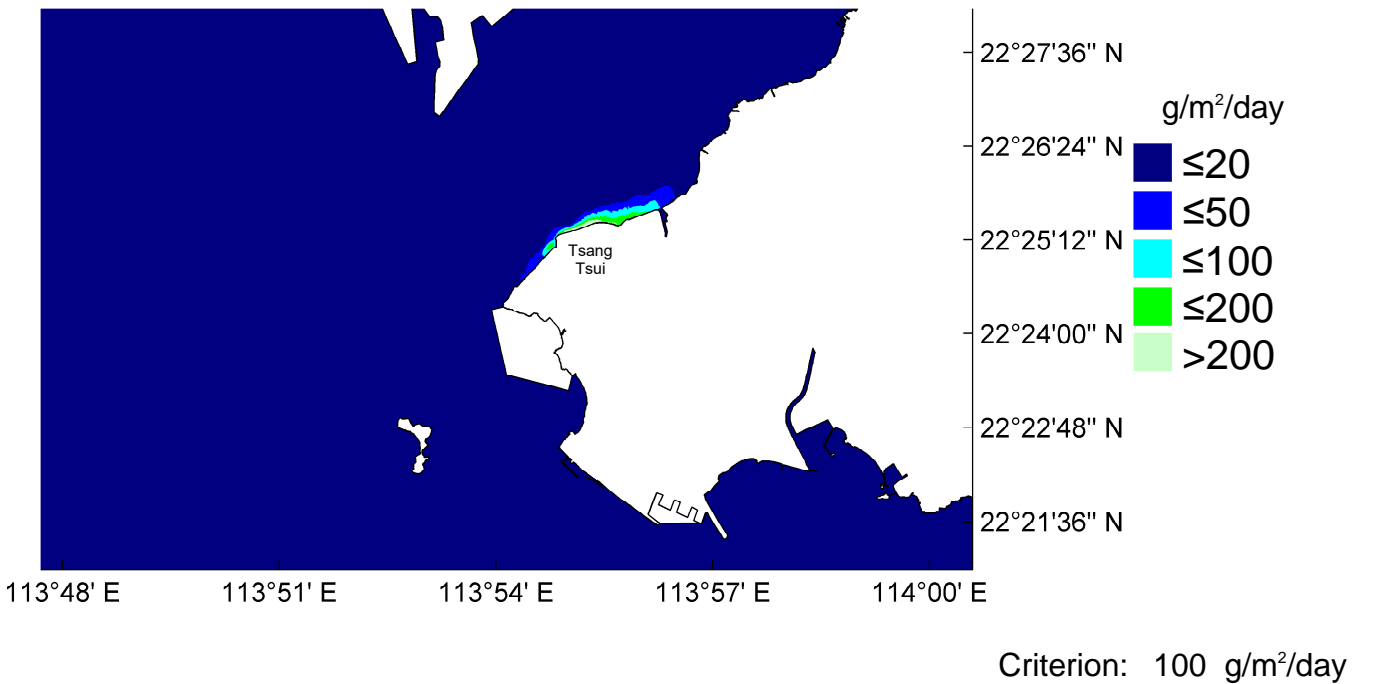 22°27'36" N
g/m²/day
22°26'24" N
≤20
≤50
22°25'12" N
Tsang
Tsui
≤100
≤200
22°24'00" N
>200
22°22'48" N
22°21'36" N
113°48' E 113°51' E 113°54' E 113°57' E 114°00' E
Criterion: 100 g/m²/day